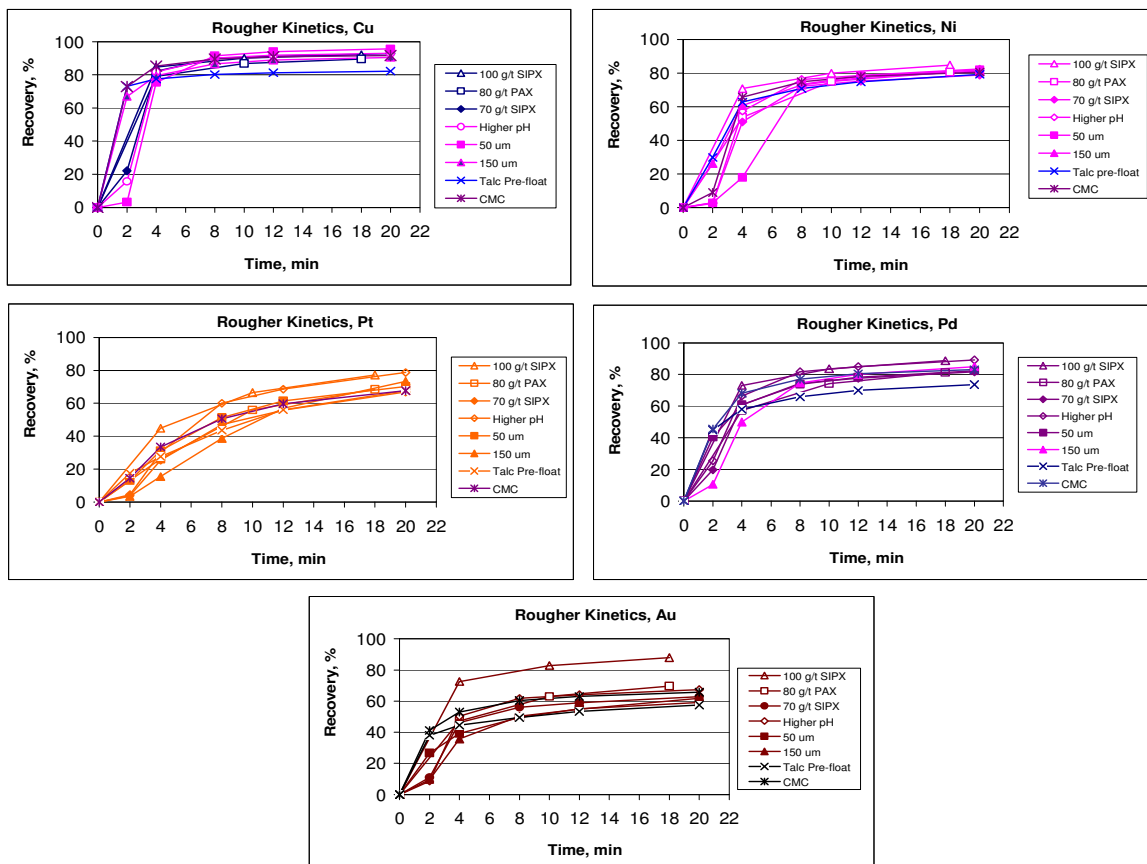 Rougher Kinetics, Cu
Recovery, %
100
80
60
40
20
0
0 2 4 6 8 10 12 14 16 18 20 22
Time, min
100 g/t SIPX
80 g/t PAX
70 g/t SIPX
Higher pH
50 um
150 um
Talc Pre-float
CMC
Rougher Kinetics, Ni
Recovery, %
100
80
60
40
20
0
0 2 4 6 8 10 12 14 16 18 20 22
Time, min
100 g/t SIPX
80 g/t PAX
70 g/t SIPX
Higher pH
50 um
150 um
Talc Pre-float
CMC
Rougher Kinetics, Pt
Recovery, %
100
80
60
40
20
0
0 2 4 6 8 10 12 14 16 18 20 22
Time, min
100 g/t SIPX
80 g/t PAX
70 g/t SIPX
Higher pH
50 um
150 um
Talc Pre-float
CMC
Rougher Kinetics, Pd
Recovery, %
100
80
60
40
20
0
0 2 4 6 8 10 12 14 16 18 20 22
Time, min
100 g/t SIPX
80 g/t PAX
70 g/t SIPX
Higher pH
50 um
150 um
Talc Pre-float
CMC
Rougher Kinetics, Au
Recovery, %
100
80
60
40
20
0
0 2 4 6 8 10 12 14 16 18 20 22
Time, min
100 g/t SIPX
80 g/t PAX
70 g/t SIPX
Higher pH
50 um
150 um
Talc Pre-float
CMC